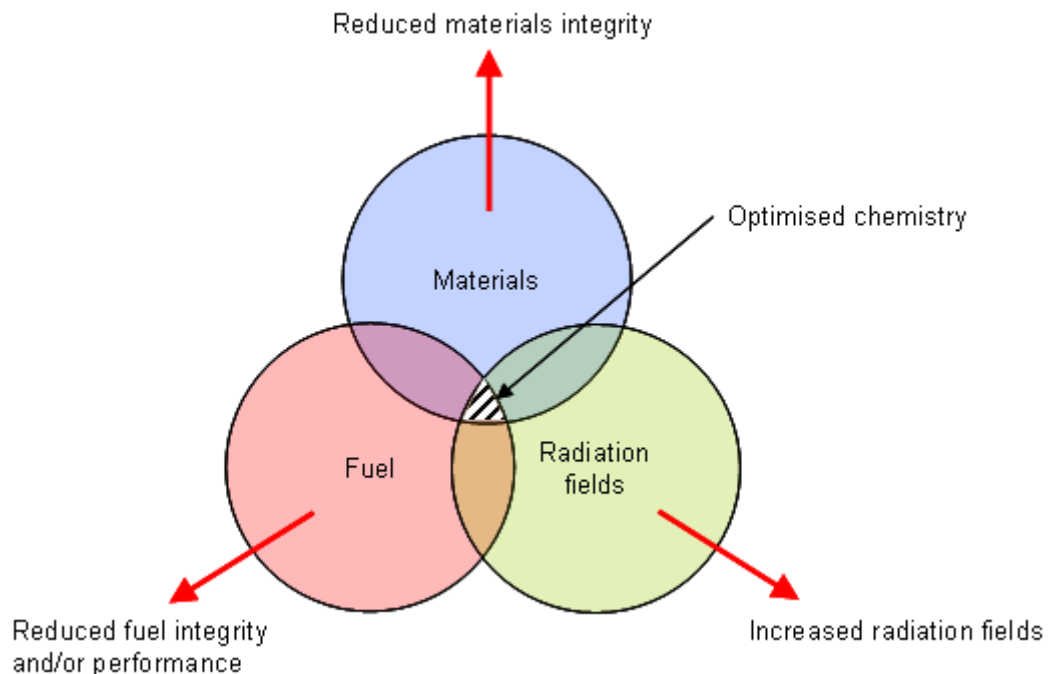 Reduced materials integrity
Optimised chemistry
Materials
Fuel
Radiation
fields
Reduced fuel integrity
and/or performance
Increased radiation fields